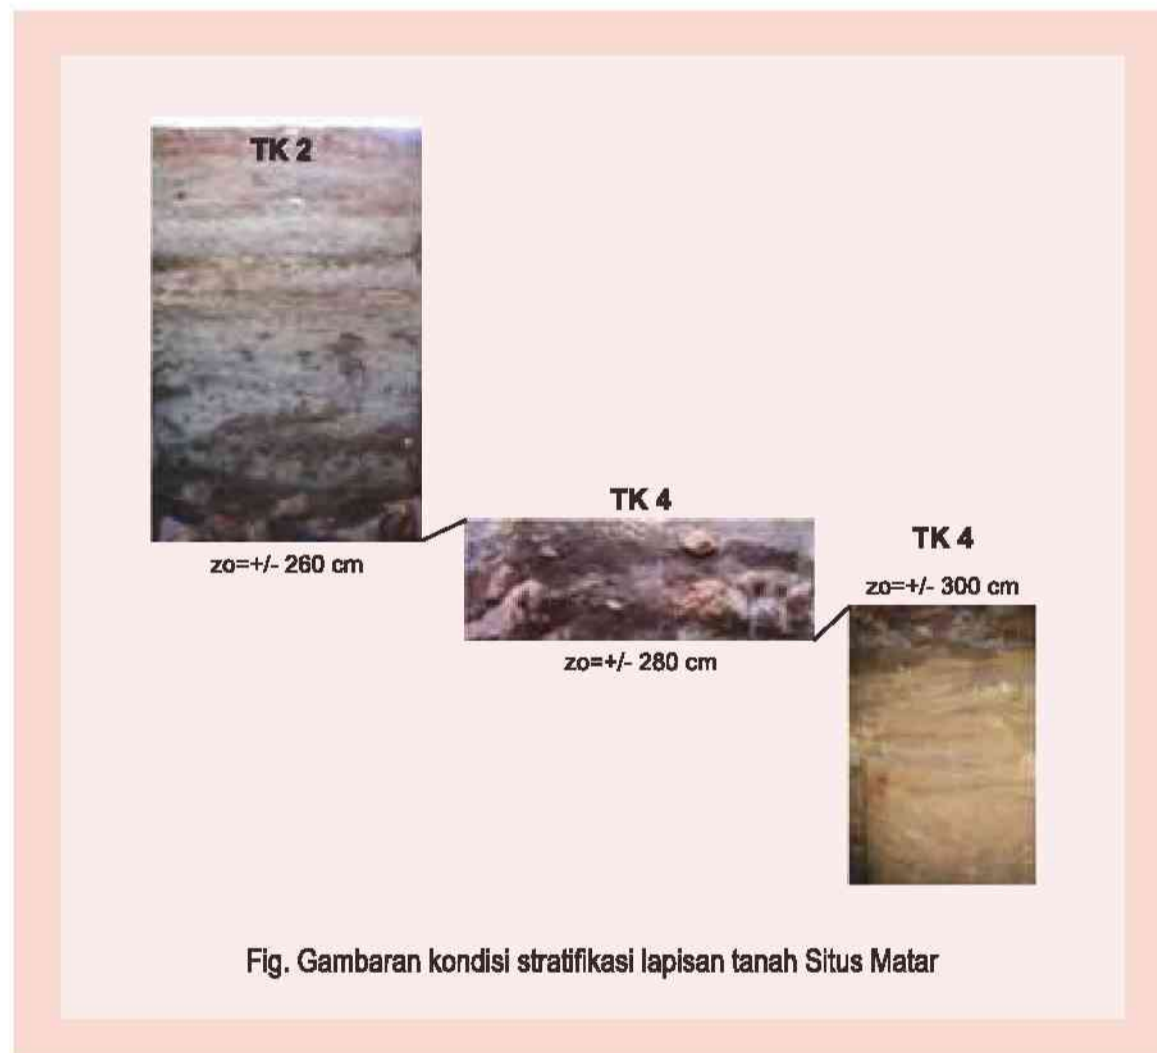 TK 2
zo=+/- 260 cm
TK 4
zo=+/- 280 cm
TK 4
zo=+/- 300 cm
Fig. Gambaran kondisi stratifikasi lapisan tanah Situs Matar